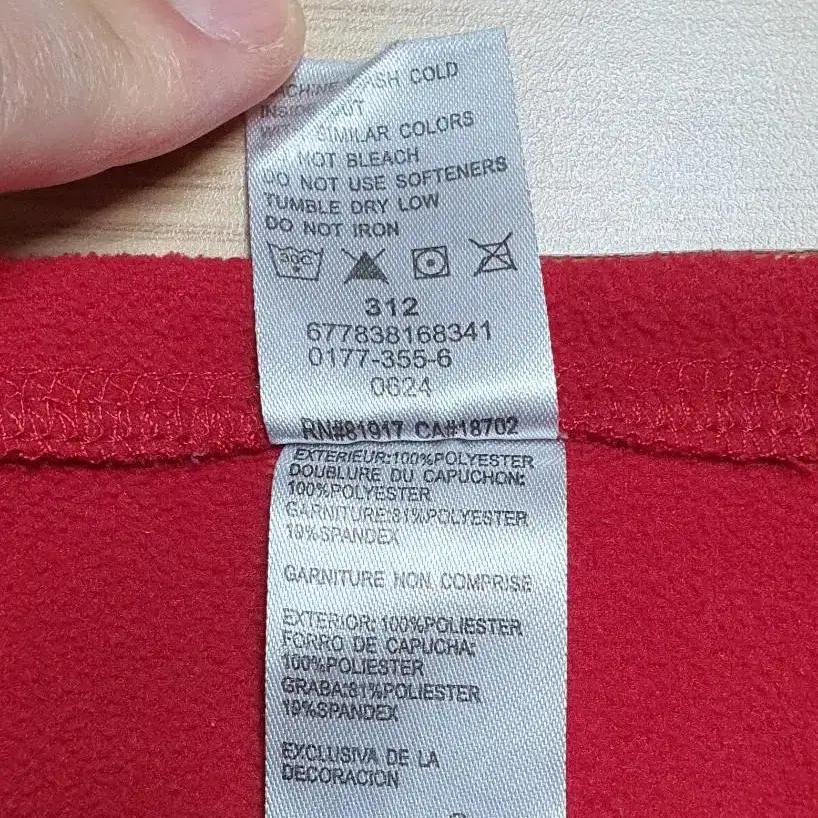 MACHINE WASH COLD
INSIDE OUT
WITH SIMILAR COLORS
DO NOT BLEACH
DO NOT USE SOFTENERS
TUMBLE DRY LOW
DO NOT IRON
30C
312
677838168341
0177-355-6
0624
RN#81917 CA#18702
EXTERIEUR:100%POLYESTER
DOUBLURE DU CAPUCHON:
100%POLYESTER
GARNITURE:81%POLYESTER
19%SPANDEX
GARNITURE NON COMPRISE
EXTERIOR:100%POLIESTER
FORRO DE CAPUCHA:
100%POLIESTER
GRABA:81%POLIESTER
19%SPANDEX
EXCLUSIVA DE LA
DECORACION